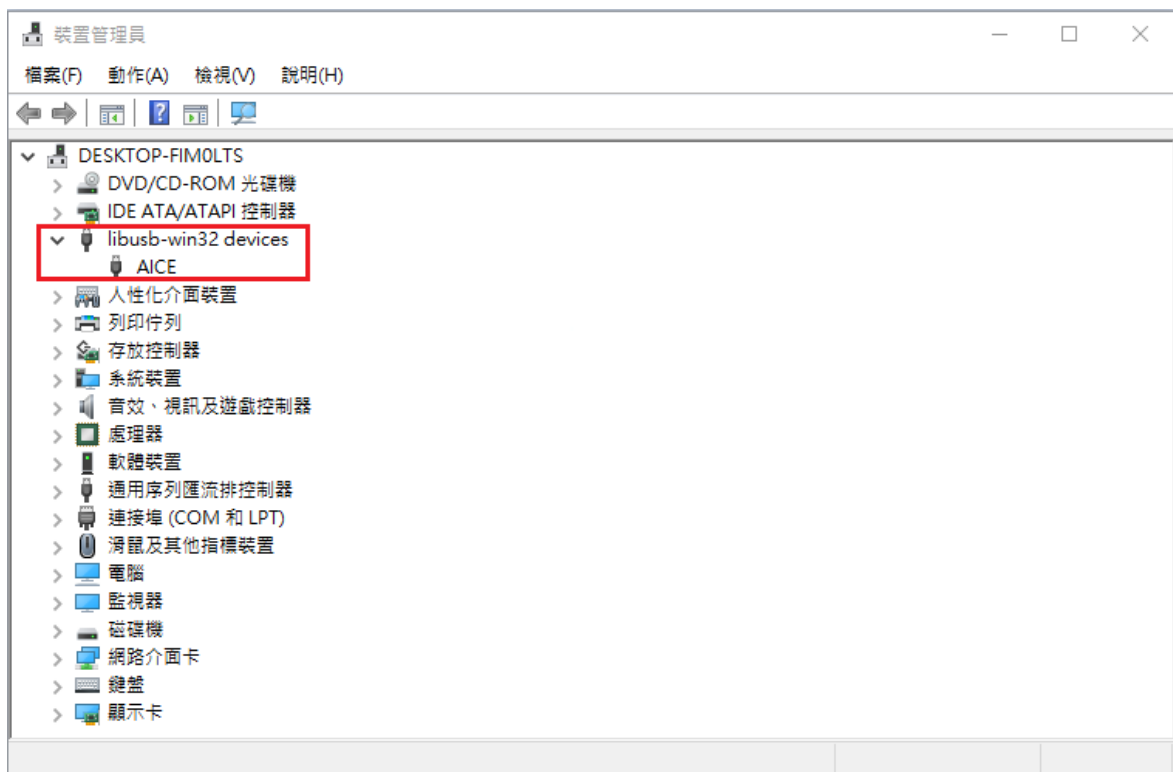 裝置管理員
檔案(F) 動作(A) 檢視(V) 說明(H)
DESKTOP-FIM0LTS
DVD/CD-ROM 光碟機
IDE ATA/ATAPI 控制器
libusb-win32 devices
AICE
人性化介面裝置
列印佇列
存放控制器
系統裝置
音效、視訊及遊戲控制器
處理器
軟體裝置
通用序列匯流排控制器
連接埠 (COM 和 LPT)
滑鼠及其他指標裝置
電腦
監視器
磁碟機
網路介面卡
鍵盤
顯示卡